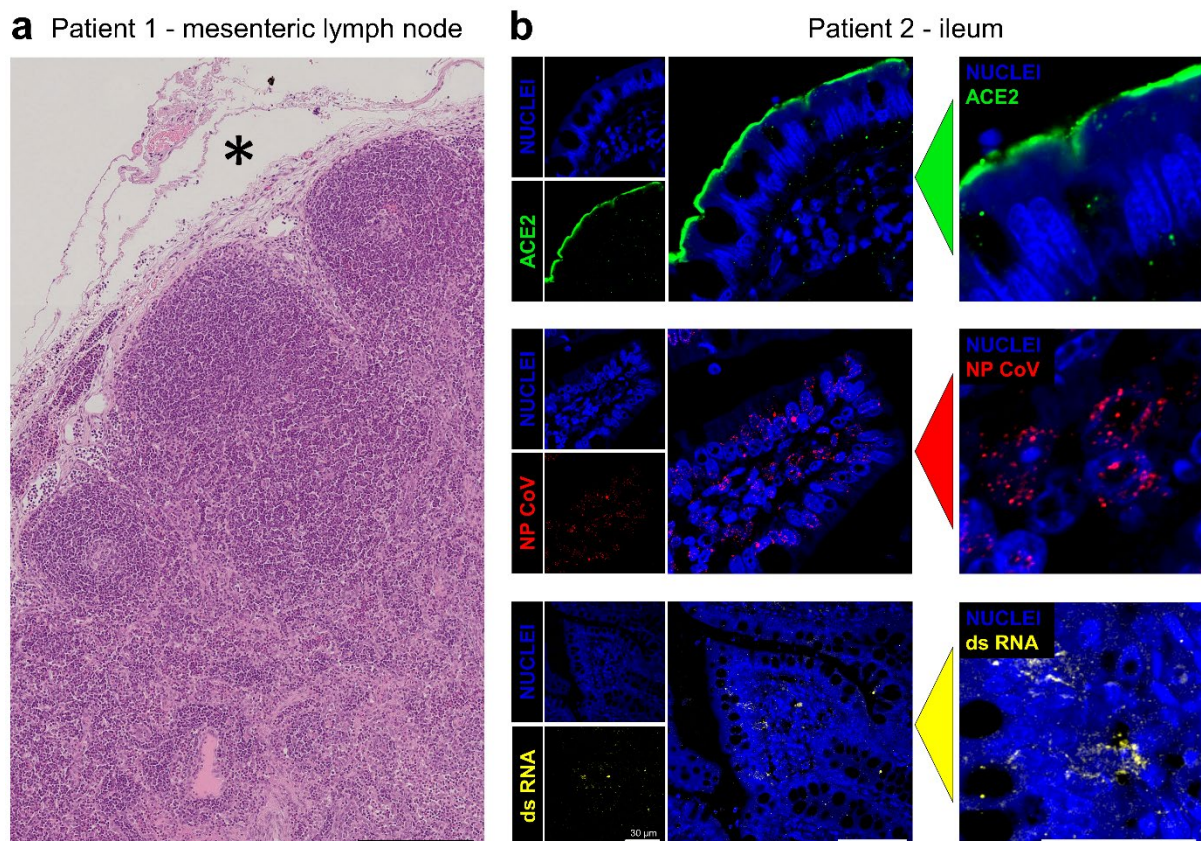 a Patient 1 - mesenteric lymph node
*
b Patient 2 - ileum
NUCLEI
ACE2
NUCLEI
ACE2
NUCLEI
NP CoV
NUCLEI
NP CoV
NUCLEI
ds RNA
30 µm
NUCLEI
ds RNA